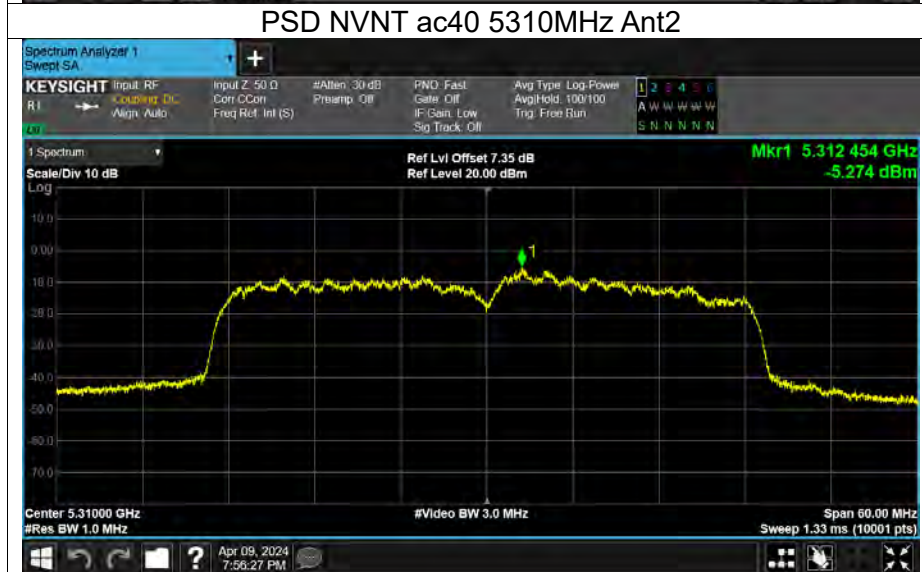 PSD NVNT ac40 5310MHz Ant2
Spectrum Analyzer 1
Swept SA
+
KEYSIGHT Input: RF Input Z: 50 Ω #Atten: 30 dB PNO: Fast Avg Type: Log-Power 1 2 3 4 5 6
Coupling: DC Corr CCorr Preamp: Off Gate: Off Avg|Hold: 100/100 A W W W W W
Align: Auto Freq Ref: Int (S) IF Gain: Low Trig: Free Run
Sig Track: Off S N N N N N
1 Spectrum
Ref Lvl Offset 7.35 dB Mkr1 5.312 454 GHz
Scale/Div 10 dB Ref Level 20.00 dBm -5.274 dBm
Log
10.0
0.00
1
-10.0
-20.0
-30.0
-40.0
-50.0
-60.0
-70.0
Center 5.31000 GHz #Video BW 3.0 MHz Span 60.00 MHz
#Res BW 1.0 MHz Sweep 1.33 ms (10001 pts)
? Apr 09, 2024
7:56:27 PM